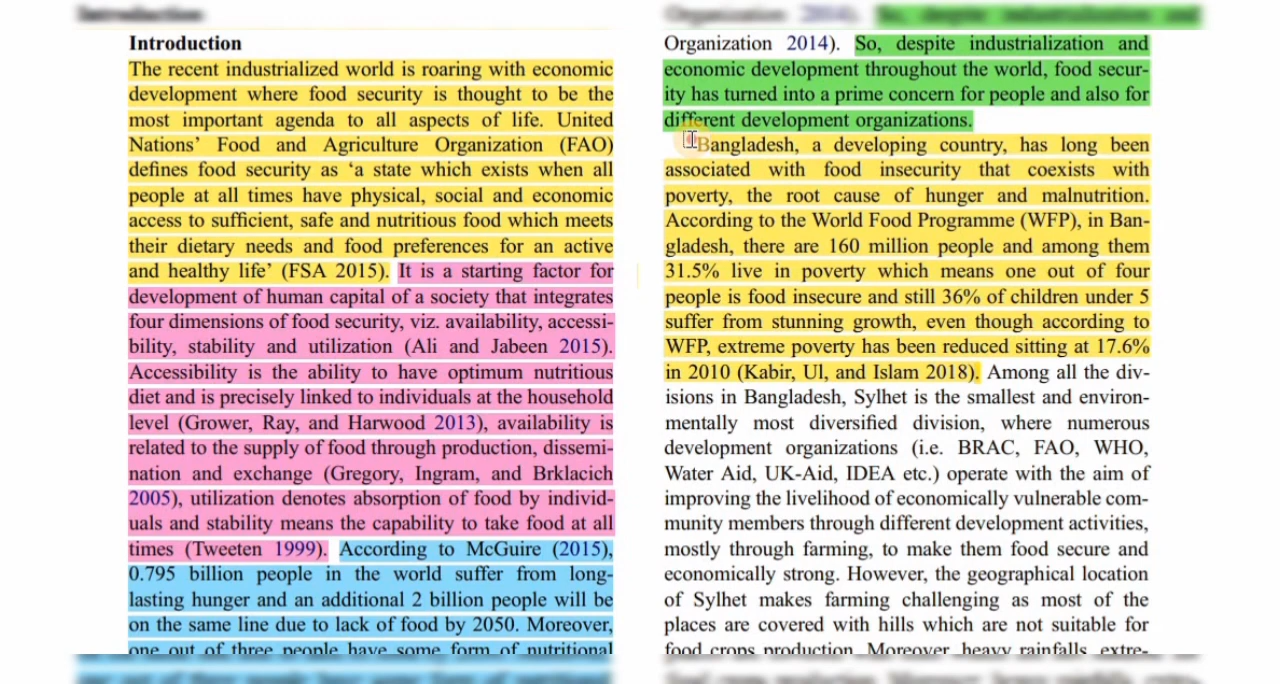 Introduction
The recent industrialized world is roaring with economic
development where food security is thought to be the
most important agenda to all aspects of life. United
Nations' Food and Agriculture Organization (FAO)
defines food security as 'a state which exists when all
people at all times have physical, social and economic
access to sufficient, safe and nutritious food which meets
their dietary needs and food preferences for an active
and healthy life' (FSA 2015). It is a starting factor for
development of human capital of a society that integrates
four dimensions of food security, viz. availability, accessi-
bility, stability and utilization (Ali and Jabeen 2015).
Accessibility is the ability to have optimum nutritious
diet and is precisely linked to individuals at the household
level (Grower, Ray, and Harwood 2013), availability is
related to the supply of food through production, dissemi-
nation and exchange (Gregory, Ingram, and Brklacich
2005), utilization denotes absorption of food by individ-
uals and stability means the capability to take food at all
times (Tweeten 1999). According to McGuire (2015),
0.795 billion people in the world suffer from long-
lasting hunger and an additional 2 billion people will be
on the same line due to lack of food by 2050. Moreover,
one out of three people have some form of nutritional
Organization 2014). So, despite industrialization and
economic development throughout the world, food secur-
ity has turned into a prime concern for people and also for
different development organizations.
Bangladesh, a developing country, has long been
associated with food insecurity that coexists with
poverty, the root cause of hunger and malnutrition.
According to the World Food Programme (WFP), in Ban-
gladesh, there are 160 million people and among them
31.5% live in poverty which means one out of four
people is food insecure and still 36% of children under 5
suffer from stunning growth, even though according to
WFP, extreme poverty has been reduced sitting at 17.6%
in 2010 (Kabir, Ul, and Islam 2018). Among all the div-
isions in Bangladesh, Sylhet is the smallest and environ-
mentally most diversified division, where numerous
development organizations (i.e. BRAC, FAO, WHO,
Water Aid, UK-Aid, IDEA etc.) operate with the aim of
improving the livelihood of economically vulnerable com-
munity members through different development activities,
mostly through farming, to make them food secure and
economically strong. However, the geographical location
of Sylhet makes farming challenging as most of the
places are covered with hills which are not suitable for
food crops production. Moreover, heavy rainfalls, extre-